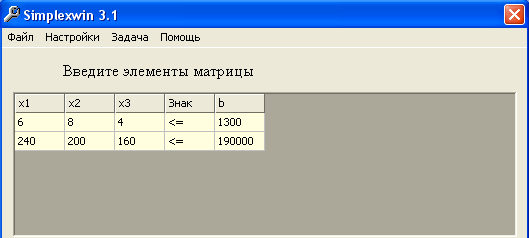 Simplexwin 3.1
Файл Настройки Задача Помощь
Введите элементы матрицы
x1 x2 x3 Знак b
6 8 4 <= 1300
240 200 160 <= 190000